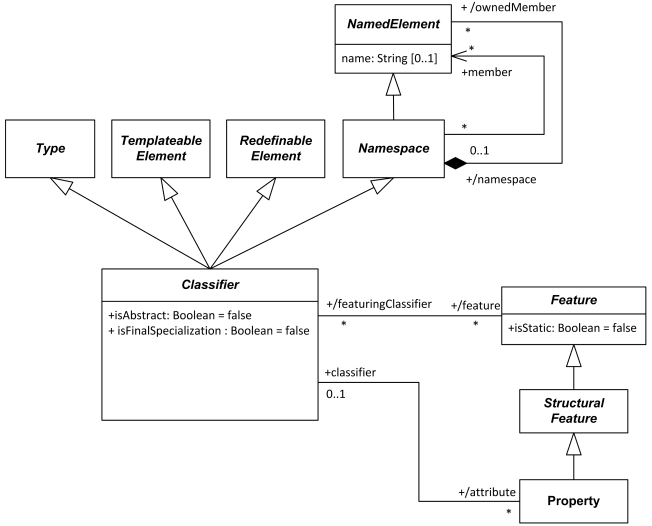 + /ownedMember
NamedElement
*
name: String [0..1]
*
+member
Type
Templateable
Element
Redefinable
Element
Namespace
*
0..1
+/namespace
Classifier
+isAbstract: Boolean = false
+ isFinalSpecialization : Boolean = false
+/featuringClassifier
*
+/feature
*
Feature
+isStatic: Boolean = false
+classifier
0..1
Structural
Feature
+/attribute
*
Property